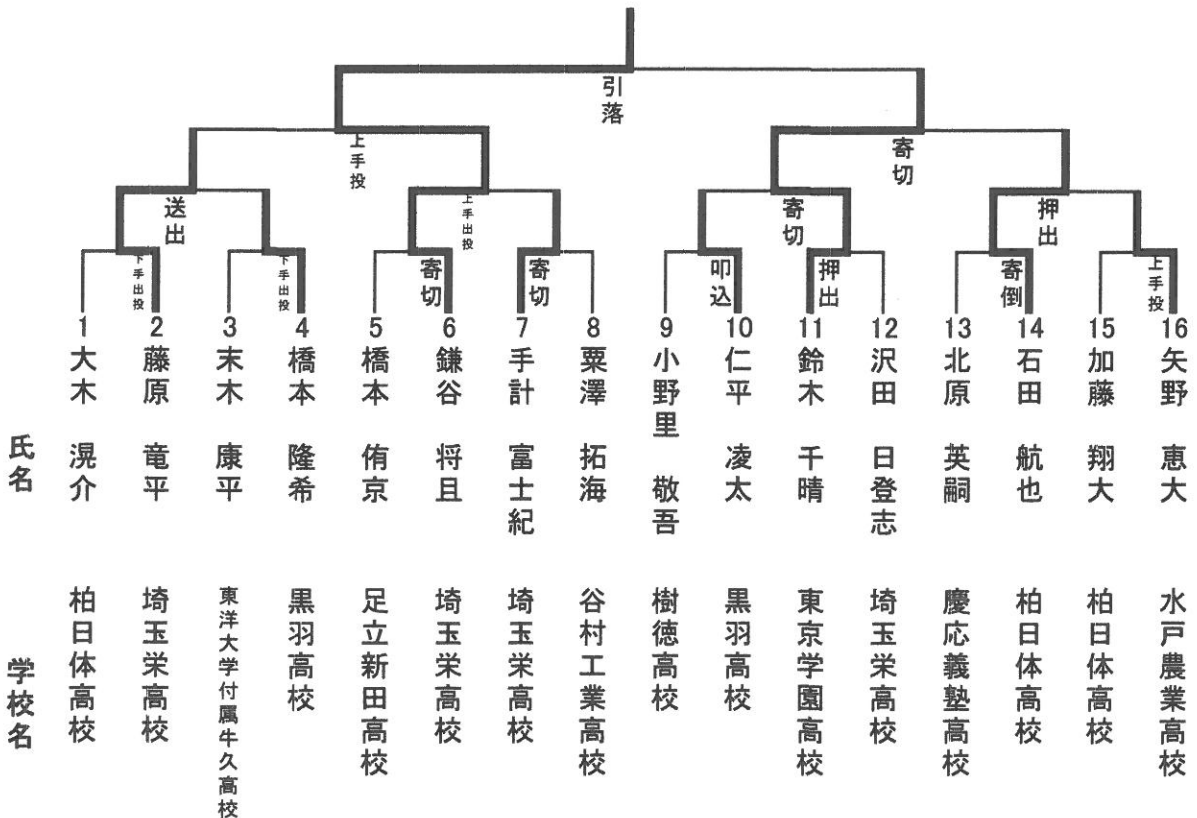 引落
上手投
寄切
送出
上手出投
寄切
押出
下手出投
下手出投
寄切
寄切
叩込
押出
寄倒
上手投
1 2 3 4 5 6 7 8 9 10 11 12 13 14 15 16
氏名
大木 滉介
藤原 竜平
末木 康平
橋本 隆希
橋本 侑京
鎌谷 将且
手計 富士紀
粟澤 拓海
小野里 敬吾
仁平 凌太
鈴木 千晴
沢田 日登志
北原 英嗣
石田 航也
加藤 翔大
矢野 恵大
学校名
柏日体高校
埼玉栄高校
東洋大学付属牛久高校
黒羽高校
足立新田高校
埼玉栄高校
埼玉栄高校
谷村工業高校
樹徳高校
黒羽高校
東京学園高校
埼玉栄高校
慶応義塾高校
柏日体高校
柏日体高校
水戸農業高校